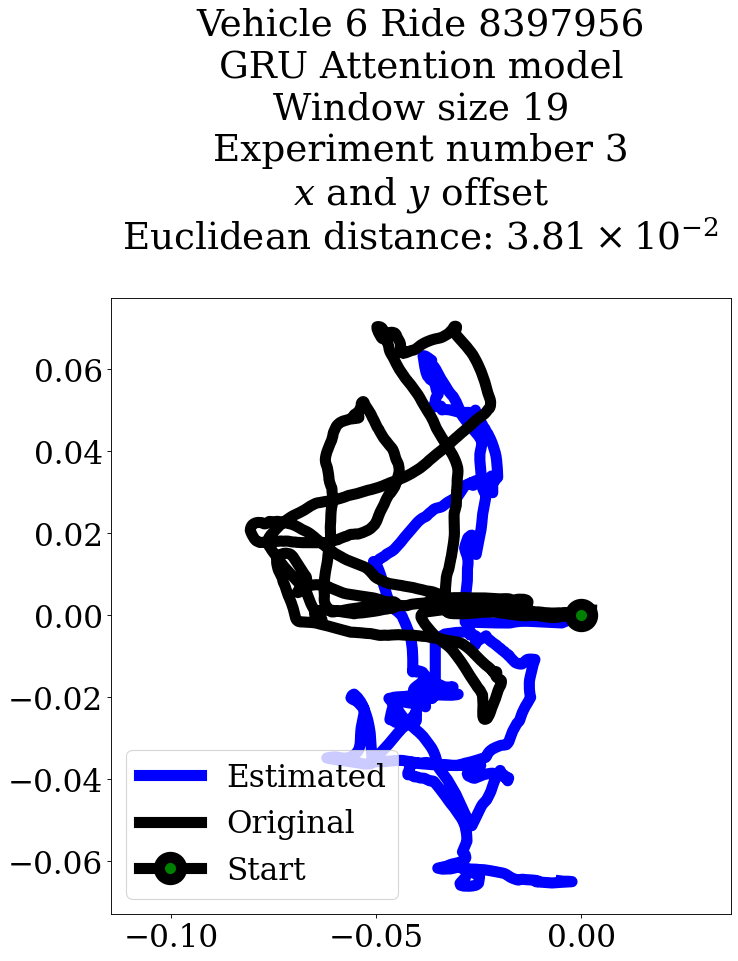 Vehicle 6 Ride 8397956
GRU Attention model
Window size 19
Experiment number 3
x and y offset
Euclidean distance: 3.81 × 10⁻²
0.06
0.04
0.02
0.00
−0.02
−0.04
−0.06
Estimated
Original
Start
−0.10 −0.05 0.00